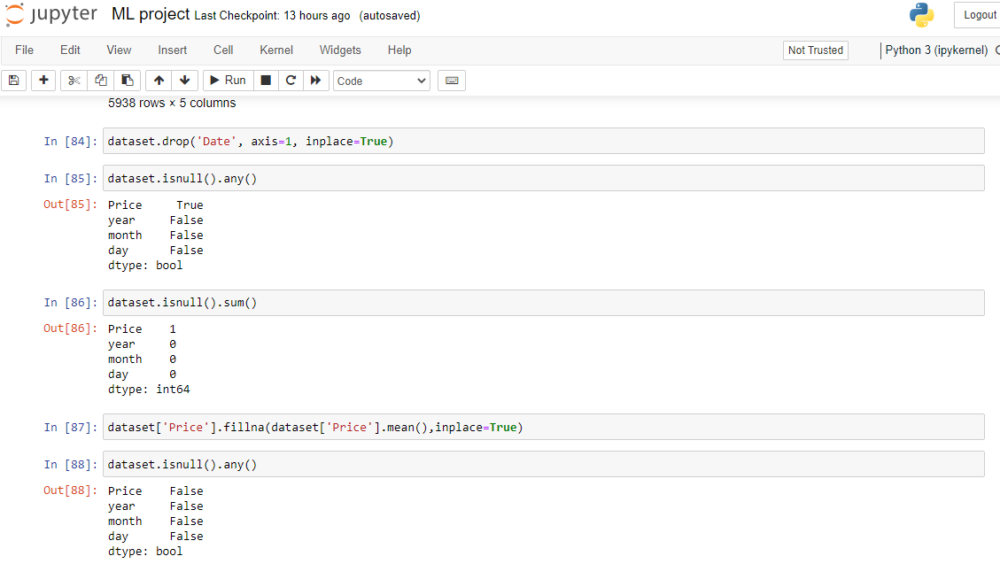 jupyter ML project Last Checkpoint: 13 hours ago (autosaved) Logout
File Edit View Insert Cell Kernel Widgets Help Not Trusted Python 3 (ipykernel)
Run Code
5938 rows × 5 columns
In [84]: dataset.drop('Date', axis=1, inplace=True)
In [85]: dataset.isnull().any()
Out[85]: Price True
year False
month False
day False
dtype: bool
In [86]: dataset.isnull().sum()
Out[86]: Price 1
year 0
month 0
day 0
dtype: int64
In [87]: dataset['Price'].fillna(dataset['Price'].mean(),inplace=True)
In [88]: dataset.isnull().any()
Out[88]: Price False
year False
month False
day False
dtype: bool